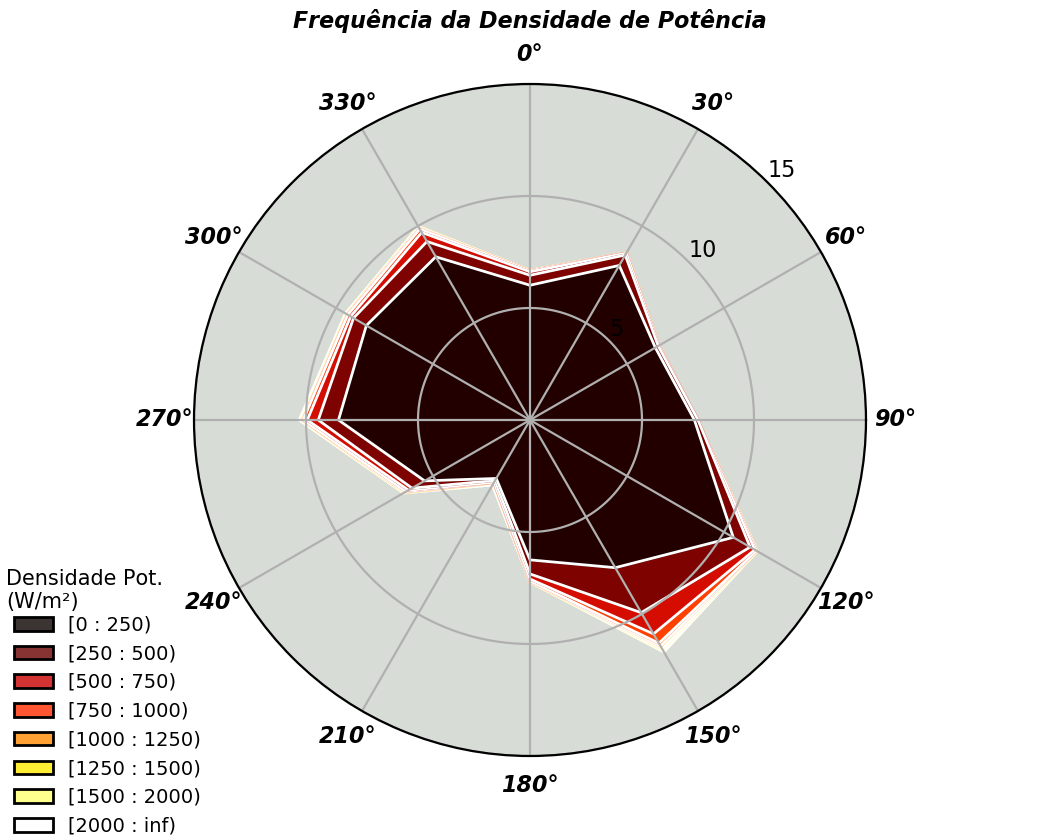 Frequência da Densidade de Potência
0°
330°
30°
15
300°
60°
10
5
270°
90°
240°
120°
210°
150°
180°
Densidade Pot.
(W/m²)
[0 : 250)
[250 : 500)
[500 : 750)
[750 : 1000)
[1000 : 1250)
[1250 : 1500)
[1500 : 2000)
[2000 : inf)